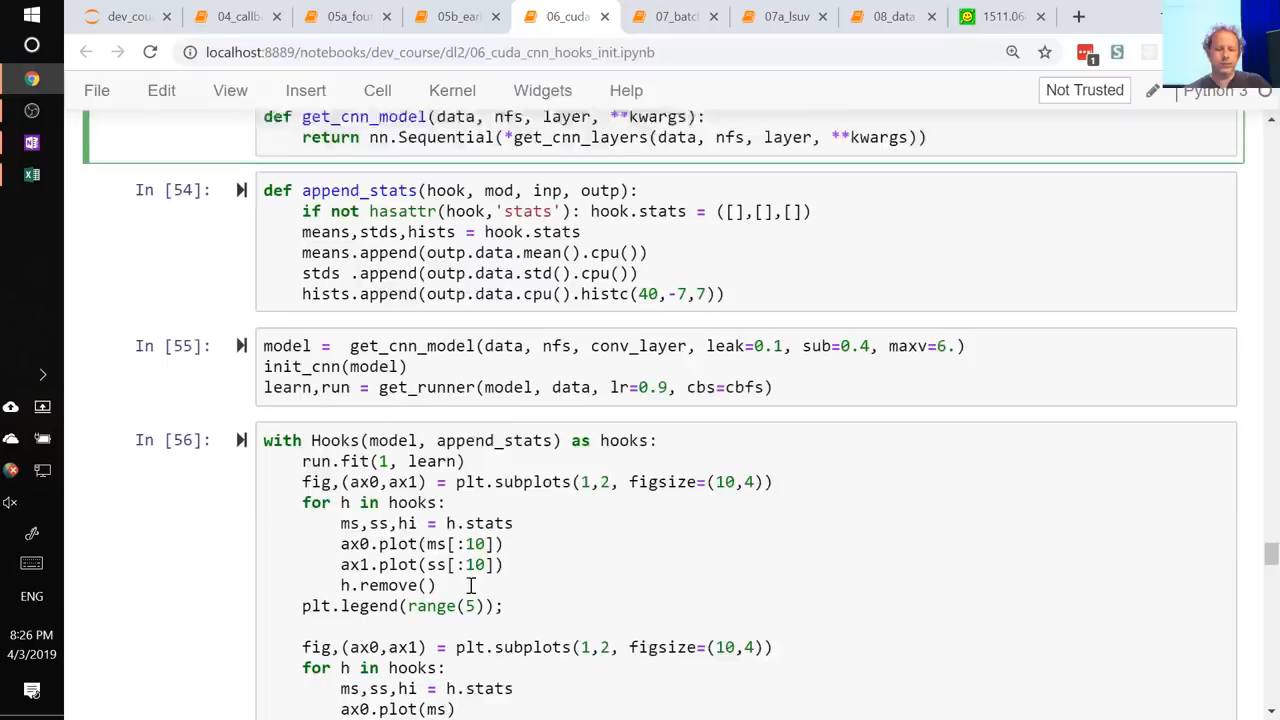 dev_cou
04_callb
05a_four
05b_earl
06_cuda
07_batch
07a_lsuv
08_data
1511.06
localhost:8889/notebooks/dev_course/dl2/06_cuda_cnn_hooks_init.ipynb
1
File Edit View Insert Cell Kernel Widgets Help
Not Trusted
Python 3
def get_cnn_model(data, nfs, layer, **kwargs):
return nn.Sequential(*get_cnn_layers(data, nfs, layer, **kwargs))
In [54]:
def append_stats(hook, mod, inp, outp):
if not hasattr(hook,'stats'): hook.stats = ([],[],[])
means,stds,hists = hook.stats
means.append(outp.data.mean().cpu())
stds .append(outp.data.std().cpu())
hists.append(outp.data.cpu().histc(40,-7,7))
In [55]:
model =  get_cnn_model(data, nfs, conv_layer, leak=0.1, sub=0.4, maxv=6.)
init_cnn(model)
learn,run = get_runner(model, data, lr=0.9, cbs=cbfs)
In [56]:
with Hooks(model, append_stats) as hooks:
run.fit(1, learn)
fig,(ax0,ax1) = plt.subplots(1,2, figsize=(10,4))
for h in hooks:
ms,ss,hi = h.stats
ax0.plot(ms[:10])
ax1.plot(ss[:10])
h.remove()
plt.legend(range(5));
fig,(ax0,ax1) = plt.subplots(1,2, figsize=(10,4))
for h in hooks:
ms,ss,hi = h.stats
ax0.plot(ms)
ENG
8:26 PM
4/3/2019